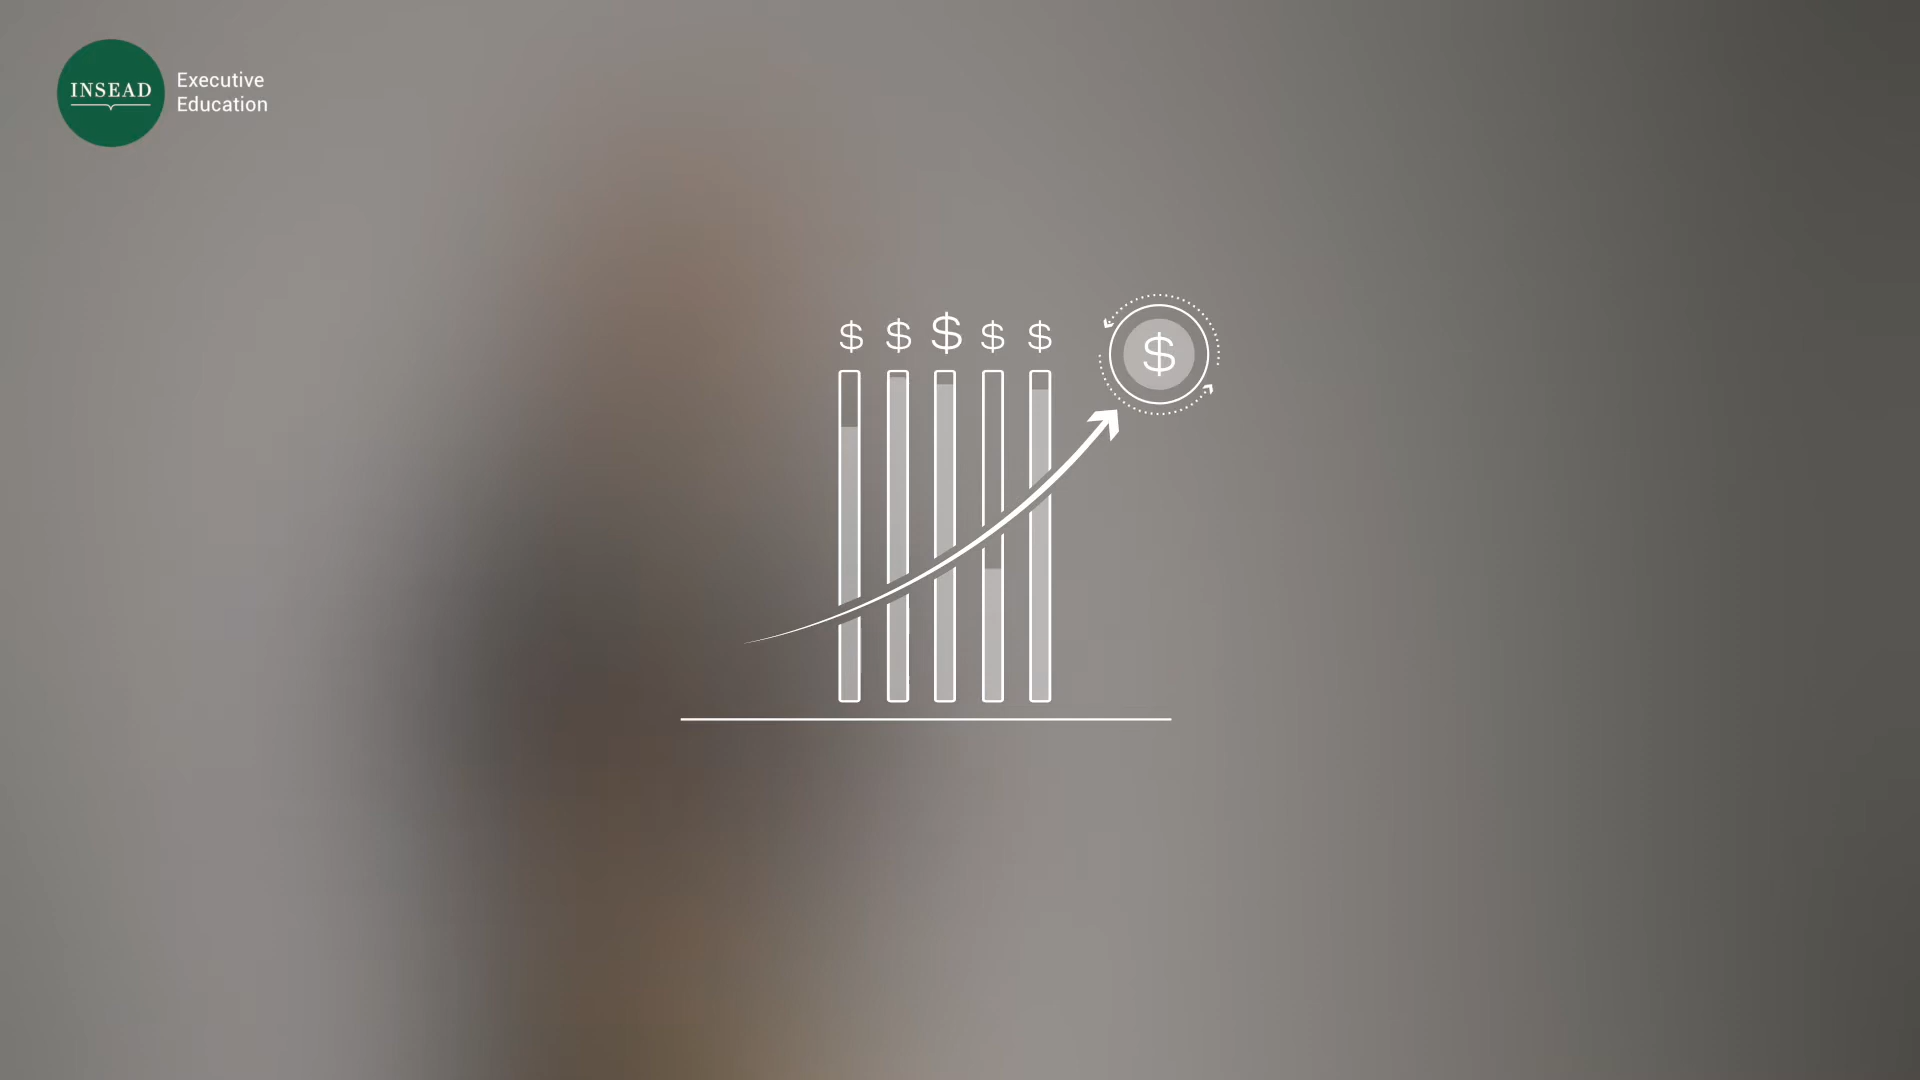 INSEAD
Executive
Education
$ $ $ $ $
$